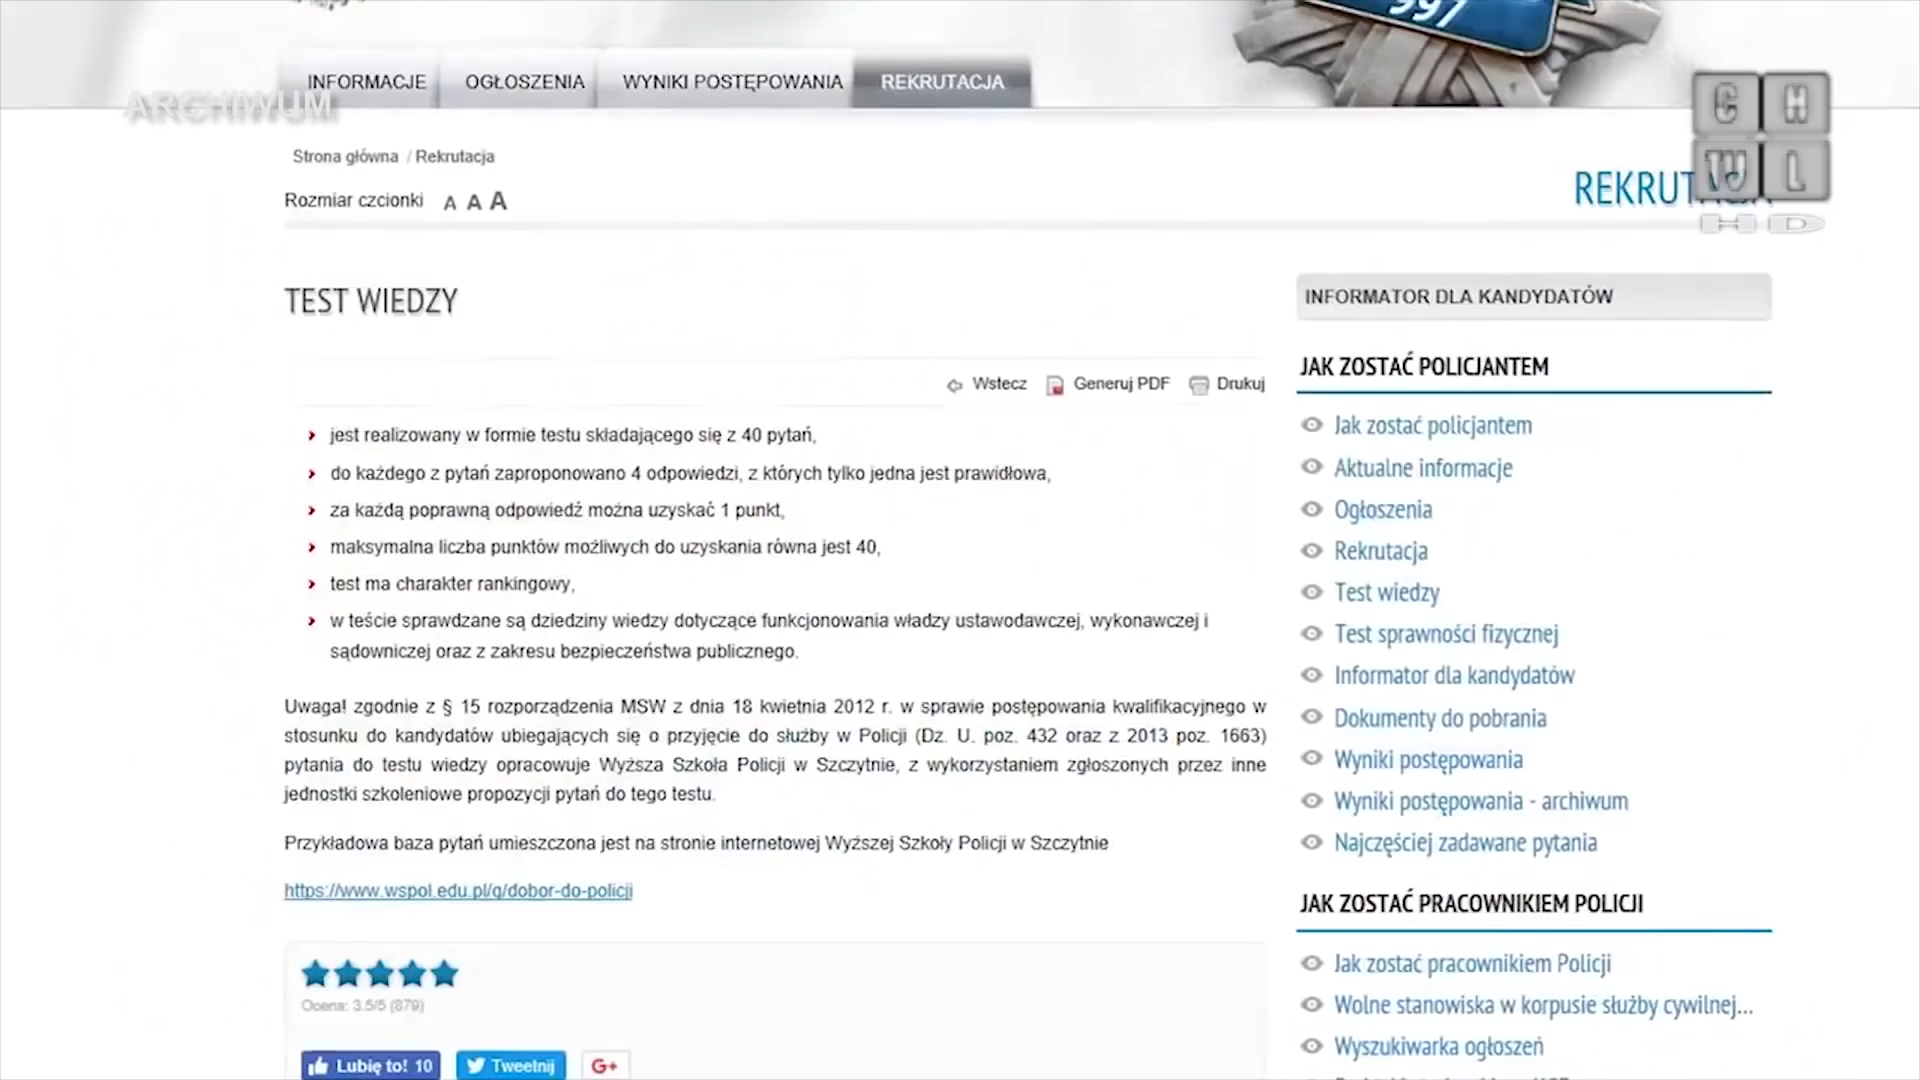 997
INFORMACJE
OGŁOSZENIA
WYNIKI POSTĘPOWANIA
REKRUTACJA
ARCHIWUM
C H
TV L
HD
Strona główna / Rekrutacja
Rozmiar czcionki A A A
TEST WIEDZY
Wstecz Generuj PDF Drukuj
jest realizowany w formie testu składającego się z 40 pytań,
do każdego z pytań zaproponowano 4 odpowiedzi, z których tylko jedna jest prawidłowa,
za każdą poprawną odpowiedź można uzyskać 1 punkt,
maksymalna liczba punktów możliwych do uzyskania równa jest 40,
test ma charakter rankingowy,
w teście sprawdzane są dziedziny wiedzy dotyczące funkcjonowania władzy ustawodawczej, wykonawczej i
sądowniczej oraz z zakresu bezpieczeństwa publicznego.
Uwaga! zgodnie z § 15 rozporządzenia MSW z dnia 18 kwietnia 2012 r. w sprawie postępowania kwalifikacyjnego w
stosunku do kandydatów ubiegających się o przyjęcie do służby w Policji (Dz. U. poz. 432 oraz z 2013 poz. 1663)
pytania do testu wiedzy opracowuje Wyższa Szkoła Policji w Szczytnie, z wykorzystaniem zgłoszonych przez inne
jednostki szkoleniowe propozycji pytań do tego testu.
Przykładowa baza pytań umieszczona jest na stronie internetowej Wyższej Szkoły Policji w Szczytnie
https://www.wspol.edu.pl/q/dobor-do-policji
Ocena: 3.5/5 (879)
Lubię to! 10
Tweetnij
G+
INFORMATOR DLA KANDYDATÓW
JAK ZOSTAĆ POLICJANTEM
Jak zostać policjantem
Aktualne informacje
Ogłoszenia
Rekrutacja
Test wiedzy
Test sprawności fizycznej
Informator dla kandydatów
Dokumenty do pobrania
Wyniki postępowania
Wyniki postępowania - archiwum
Najczęściej zadawane pytania
JAK ZOSTAĆ PRACOWNIKIEM POLICJI
Jak zostać pracownikiem Policji
Wolne stanowiska w korpusie służby cywilnej...
Wyszukiwarka ogłoszeń